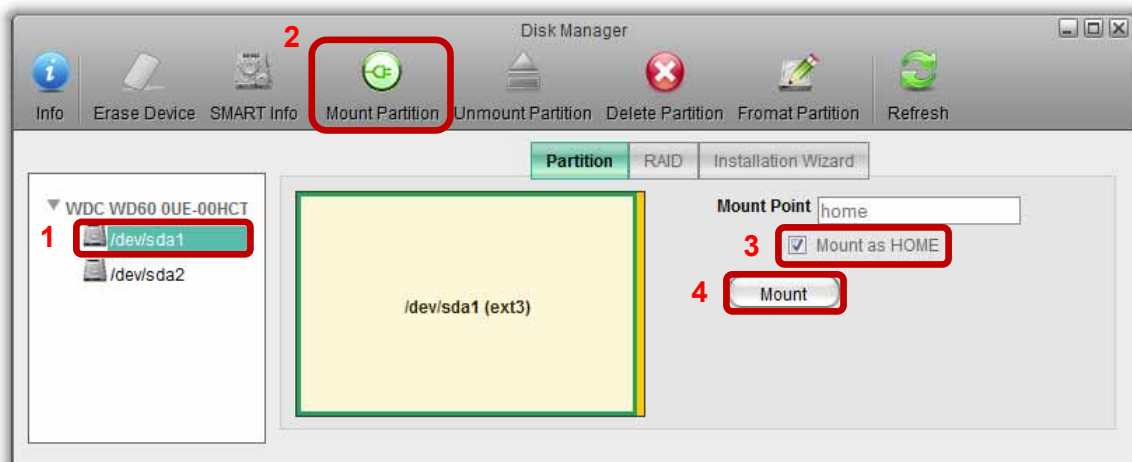 Disk Manager
2
Info
Erase Device
SMART Info
Mount Partition
Unmount Partition
Delete Partition
Fromat Partition
Refresh
Partition
RAID
Installation Wizard
WDC WD60 0UE-00HCT
1
/dev/sda1
/dev/sda2
/dev/sda1 (ext3)
Mount Point
home
3
Mount as HOME
4
Mount